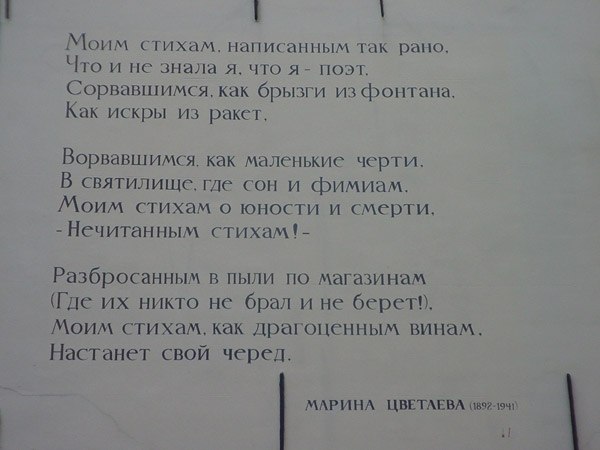 Моим стихам, написанным так рано,
Что и не знала я, что я - поэт,
Сорвавшимся, как брызги из фонтана,
Как искры из ракет,
Ворвавшимся, как маленькие черти,
В святилище, где сон и фимиам,
Моим стихам о юности и смерти,
- Нечитанным стихам! -
Разбросанным в пыли по магазинам
(Где их никто не брал и не берет!),
Моим стихам, как драгоценным винам,
Настанет свой черед.
МАРИНА ЦВЕТАЕВА (1892-1941)